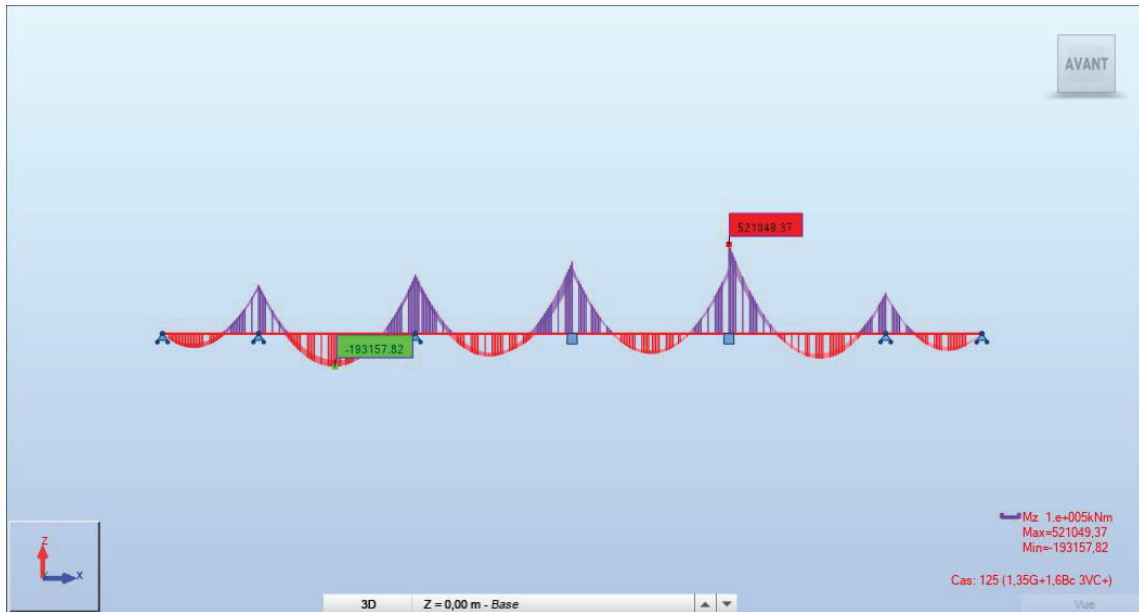 AVANT
521049,37
-193157,82
Mz 1.e+005kNm
Max=521049,37
Min=-193157,82
Cas: 125 (1,35G+1,6Bc 3VC+)
Z
X
3D Z = 0,00 m - Base
Vue